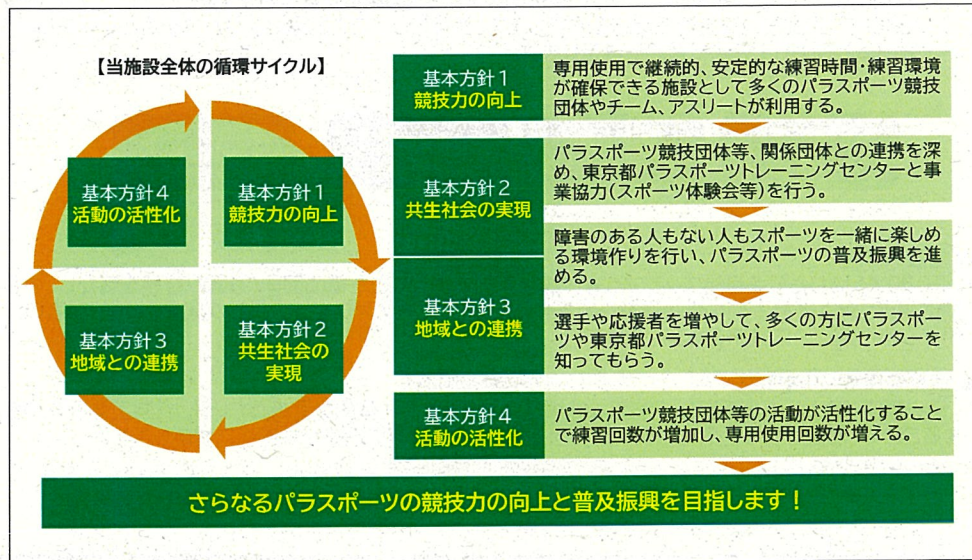 【当施設全体の循環サイクル】
基本方針4
活動の活性化
基本方針1
競技力の向上
基本方針3
地域との連携
基本方針2
共生社会の
実現
基本方針1
競技力の向上
専用使用で継続的、安定的な練習時間・練習環境
が確保できる施設として多くのパラスポーツ競技
団体やチーム、アスリートが利用する。
基本方針2
共生社会の実現
パラスポーツ競技団体等、関係団体との連携を深
め、東京都パラスポーツトレーニングセンターと事
業協力(スポーツ体験会等)を行う。
障害のある人もない人もスポーツを一緒に楽しめ
る環境作りを行い、パラスポーツの普及振興を進
める。
基本方針3
地域との連携
選手や応援者を増やして、多くの方にパラスポー
ツや東京都パラスポーツトレーニングセンターを
知ってもらう。
基本方針4
活動の活性化
パラスポーツ競技団体等の活動が活性化すること
で練習回数が増加し、専用使用回数が増える。
さらなるパラスポーツの競技力の向上と普及振興を目指します！